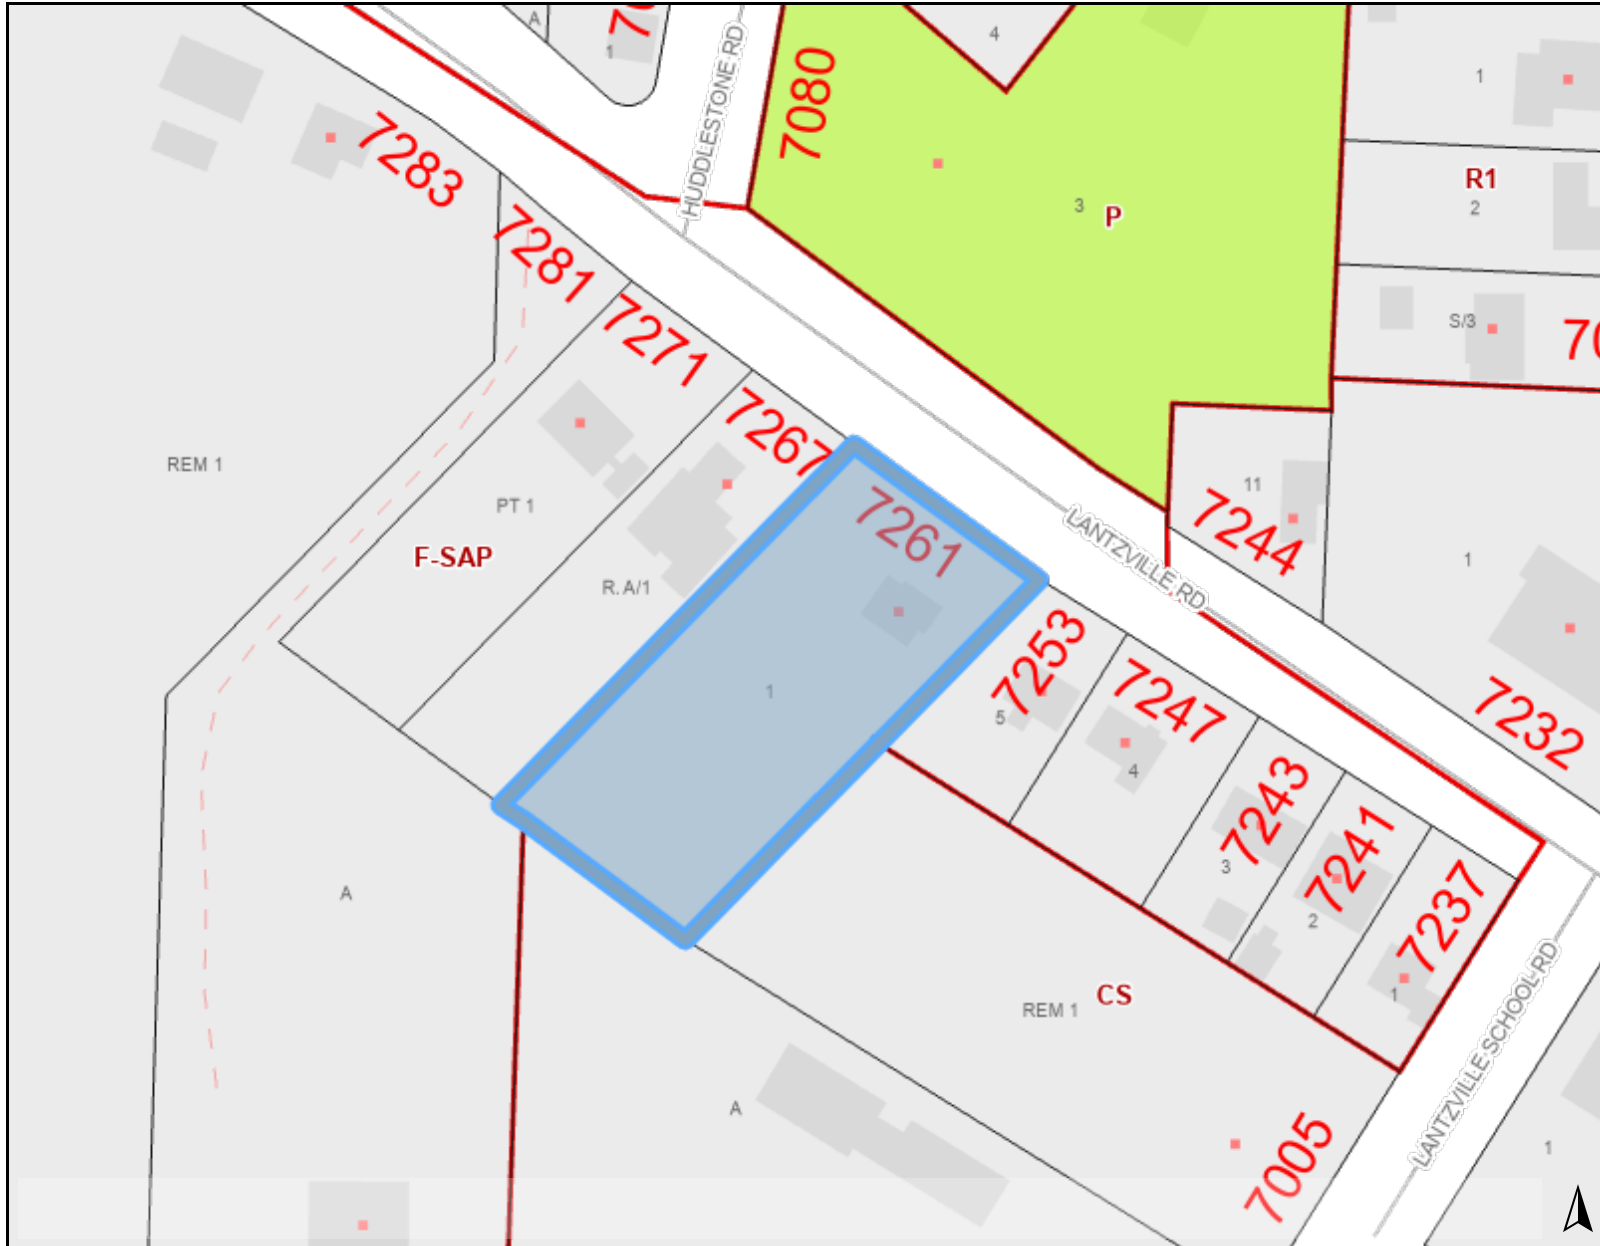 A
1
HUDDLESTONE RD
7080
4
3
P
1
R1
2
S/3
7283
7281
7271
7267
7261
REM 1
PT 1
F-SAP
R. A/1
1
11
7244
1
LANTZVILLE RD
7232
7253
5
7247
4
7243
3
7241
2
7237
1
A
REM 1
CS
A
7005
LANTZVILLE SCHOOL RD
1